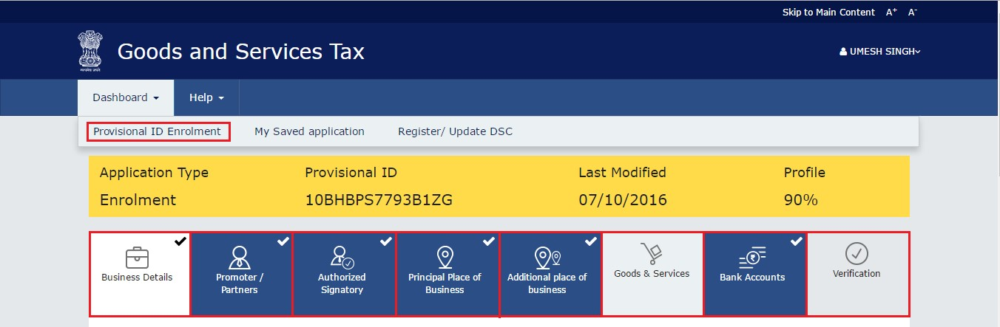 Skip to Main Content A+ A-
Goods and Services Tax
UMESH SINGH
Dashboard Help
Provisional ID Enrolment My Saved application Register/ Update DSC
Application Type Provisional ID Last Modified Profile
Enrolment 10BHBPS7793B1ZG 07/10/2016 90%
Business Details
Promoter /
Partners
Authorized
Signatory
Principal Place of
Business
Additional place of
business
Goods & Services
Bank Accounts
Verification